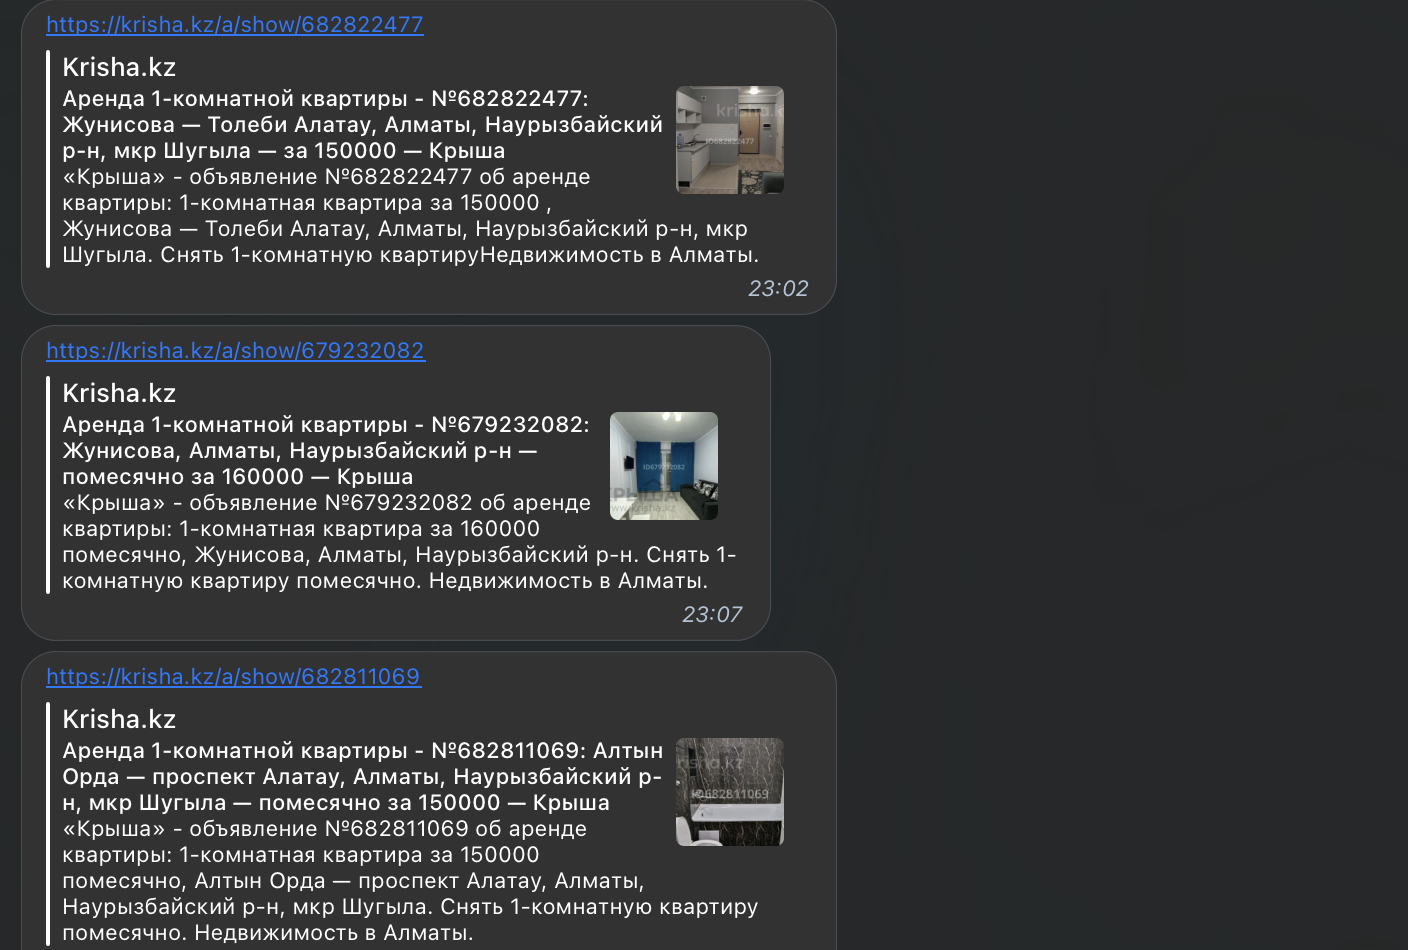 https://krisha.kz/a/show/682822477
Krisha.kz
Аренда 1-комнатной квартиры - №682822477:
Жунисова — Толеби Алатау, Алматы, Наурызбайский
р-н, мкр Шугыла — за 150000 — Крыша
«Крыша» - объявление №682822477 об аренде
квартиры: 1-комнатная квартира за 150000 ,
Жунисова — Толеби Алатау, Алматы, Наурызбайский р-н, мкр
Шугыла. Снять 1-комнатную квартируНедвижимость в Алматы.
ID682822477
23:02
https://krisha.kz/a/show/679232082
Krisha.kz
Аренда 1-комнатной квартиры - №679232082:
Жунисова, Алматы, Наурызбайский р-н —
помесячно за 160000 — Крыша
«Крыша» - объявление №679232082 об аренде
квартиры: 1-комнатная квартира за 160000
помесячно, Жунисова, Алматы, Наурызбайский р-н. Снять 1-
комнатную квартиру помесячно. Недвижимость в Алматы.
ID679232082
КРЫША
www.krisha.kz
23:07
https://krisha.kz/a/show/682811069
Krisha.kz
Аренда 1-комнатной квартиры - №682811069: Алтын
Орда — проспект Алатау, Алматы, Наурызбайский р-
н, мкр Шугыла — помесячно за 150000 — Крыша
«Крыша» - объявление №682811069 об аренде
квартиры: 1-комнатная квартира за 150000
помесячно, Алтын Орда — проспект Алатау, Алматы,
Наурызбайский р-н, мкр Шугыла. Снять 1-комнатную квартиру
помесячно. Недвижимость в Алматы.
ID682811069